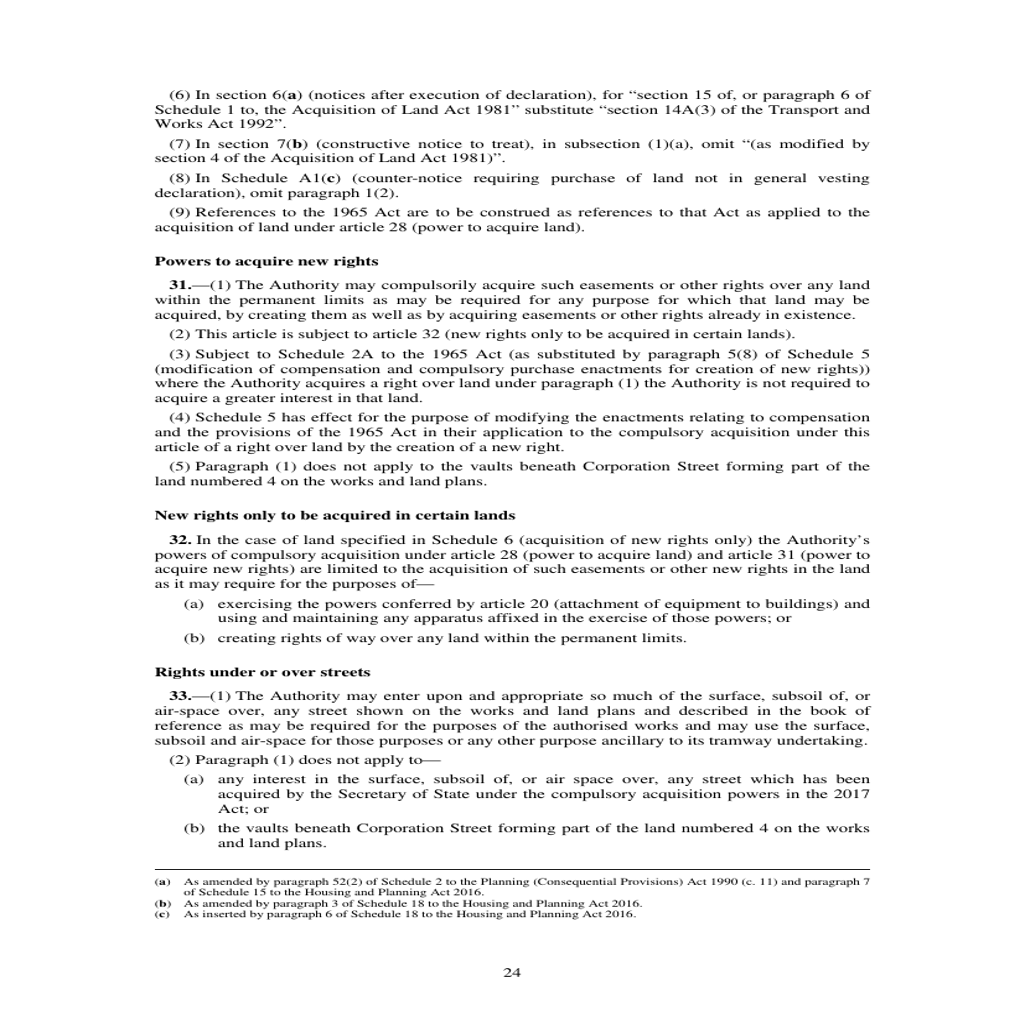 (6) In section 6(a) (notices after execution of declaration), for “section 15 of, or paragraph 6 of
Schedule 1 to, the Acquisition of Land Act 1981” substitute “section 14A(3) of the Transport and
Works Act 1992”.
(7) In section 7(b) (constructive notice to treat), in subsection (1)(a), omit “(as modified by
section 4 of the Acquisition of Land Act 1981)”.
(8) In Schedule A1(c) (counter-notice requiring purchase of land not in general vesting
declaration), omit paragraph 1(2).
(9) References to the 1965 Act are to be construed as references to that Act as applied to the
acquisition of land under article 28 (power to acquire land).
Powers to acquire new rights
31.—(1) The Authority may compulsorily acquire such easements or other rights over any land
within the permanent limits as may be required for any purpose for which that land may be
acquired, by creating them as well as by acquiring easements or other rights already in existence.
(2) This article is subject to article 32 (new rights only to be acquired in certain lands).
(3) Subject to Schedule 2A to the 1965 Act (as substituted by paragraph 5(8) of Schedule 5
(modification of compensation and compulsory purchase enactments for creation of new rights))
where the Authority acquires a right over land under paragraph (1) the Authority is not required to
acquire a greater interest in that land.
(4) Schedule 5 has effect for the purpose of modifying the enactments relating to compensation
and the provisions of the 1965 Act in their application to the compulsory acquisition under this
article of a right over land by the creation of a new right.
(5) Paragraph (1) does not apply to the vaults beneath Corporation Street forming part of the
land numbered 4 on the works and land plans.
New rights only to be acquired in certain lands
32. In the case of land specified in Schedule 6 (acquisition of new rights only) the Authority’s
powers of compulsory acquisition under article 28 (power to acquire land) and article 31 (power to
acquire new rights) are limited to the acquisition of such easements or other new rights in the land
as it may require for the purposes of—
(a) exercising the powers conferred by article 20 (attachment of equipment to buildings) and
using and maintaining any apparatus affixed in the exercise of those powers; or
(b) creating rights of way over any land within the permanent limits.
Rights under or over streets
33.—(1) The Authority may enter upon and appropriate so much of the surface, subsoil of, or
air-space over, any street shown on the works and land plans and described in the book of
reference as may be required for the purposes of the authorised works and may use the surface,
subsoil and air-space for those purposes or any other purpose ancillary to its tramway undertaking.
(2) Paragraph (1) does not apply to—
(a) any interest in the surface, subsoil of, or air space over, any street which has been
acquired by the Secretary of State under the compulsory acquisition powers in the 2017
Act; or
(b) the vaults beneath Corporation Street forming part of the land numbered 4 on the works
and land plans.
(a) As amended by paragraph 52(2) of Schedule 2 to the Planning (Consequential Provisions) Act 1990 (c. 11) and paragraph 7
of Schedule 15 to the Housing and Planning Act 2016.
(b) As amended by paragraph 3 of Schedule 18 to the Housing and Planning Act 2016.
(c) As inserted by paragraph 6 of Schedule 18 to the Housing and Planning Act 2016.
24